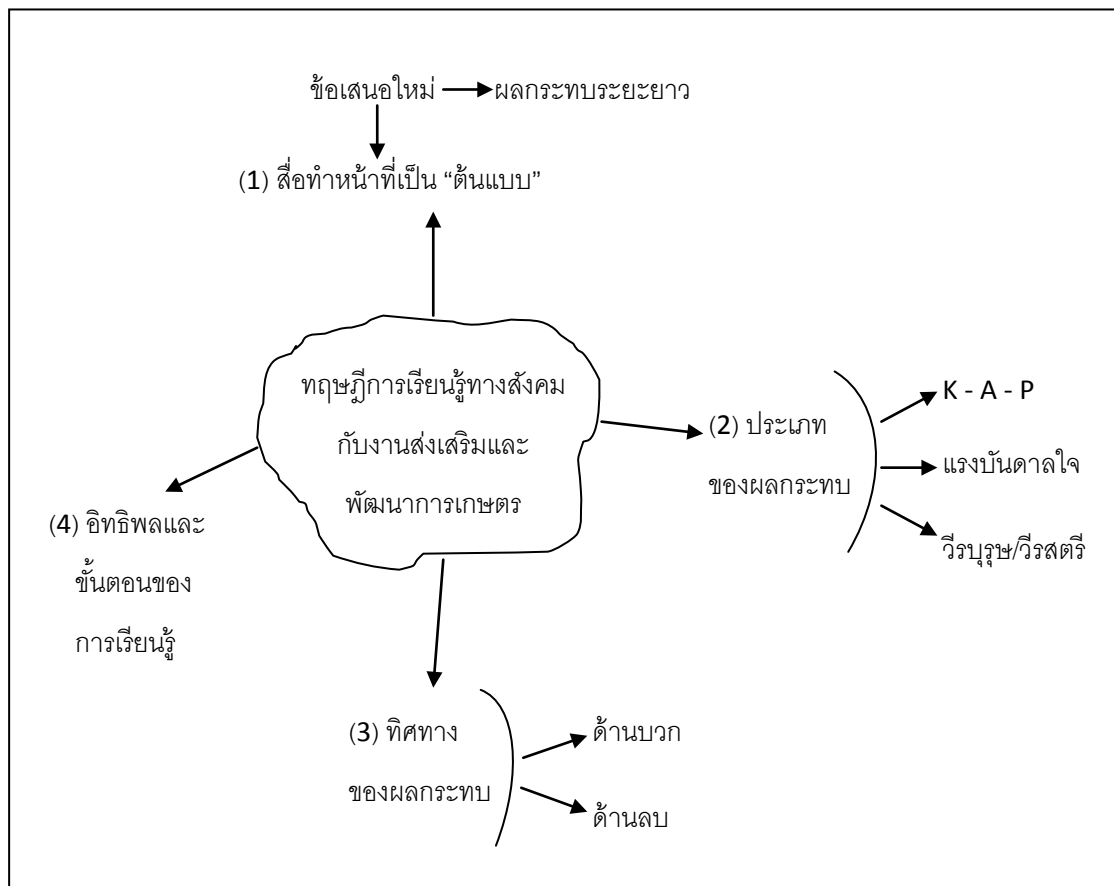 ข้อเสนอใหม่
ผลกระทบระยะยาว
(1) สื่อทำหน้าที่เป็น “ต้นแบบ”
ทฤษฎีการเรียนรู้ทางสังคม
กับงานส่งเสริมและ
พัฒนาการเกษตร
(2) ประเภท
ของผลกระทบ
K - A - P
แรงบันดาลใจ
วีรบุรุษ/วีรสตรี
(3) ทิศทาง
ของผลกระทบ
ด้านบวก
ด้านลบ
(4) อิทธิพลและ
ขั้นตอนของ
การเรียนรู้